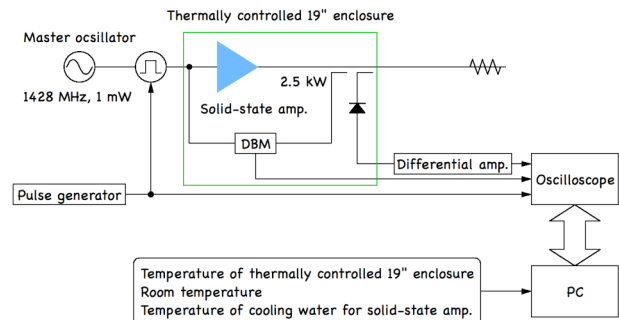 Thermally controlled 19" enclosure
Master ocsillator
1428 MHz, 1 mW
2.5 kW
Solid-state amp.
DBM
Differential amp.
Oscilloscope
Pulse generator
Temperature of thermally controlled 19" enclosure
Room temperature
Temperature of cooling water for solid-state amp.
PC